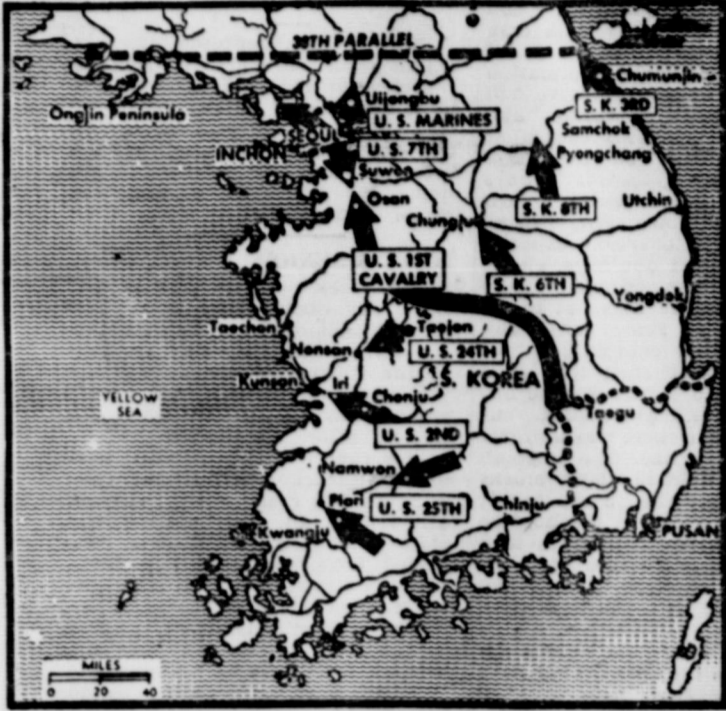 38TH PARALLEL
Chumunjin
Ongjin Peninsula
Uijongbu
S. K. 3RD
U. S. MARINES
SEOUL
Samchok
INCHON
U. S. 7TH
Pyongchang
Suwon
Osan
S. K. 8TH
Utchin
Chungju
U. S. 1ST
CAVALRY
S. K. 6TH
Yongdok
Taochon
Taejon
Nonsan
U. S. 24TH
S. KOREA
Kunsan
Iri
Chonju
YELLOW
SEA
Taegu
U. S. 2ND
Namwon
Piari
U. S. 25TH
Chinju
Kwangju
PUSAN
MILES
0 20 40